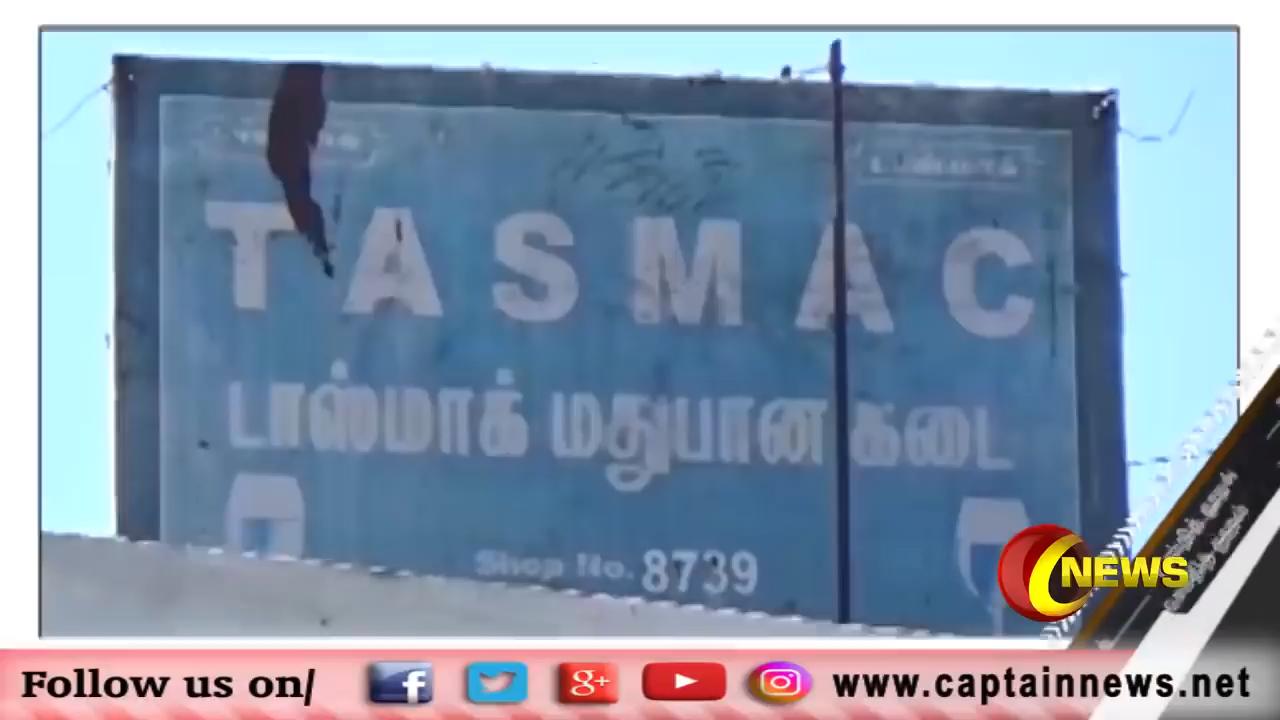 TASMAC
டாஸ்மாக் மதுபான கடை
Shop No. 8739
NEWS
Follow us on/
www.captainnews.net